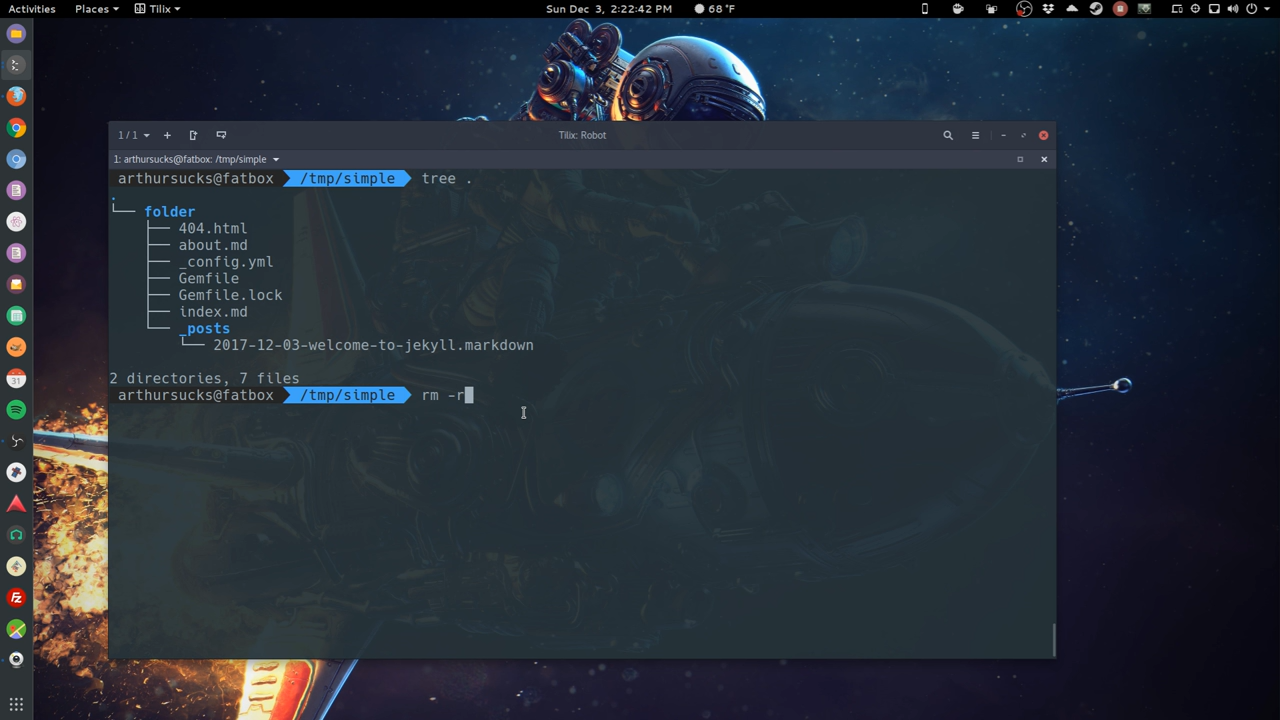 Activities Places Tilix Sun Dec 3, 2:22:42 PM 68 °F
1 / 1 + Tilix: Robot
1: arthursucks@fatbox: /tmp/simple
arthursucks@fatbox /tmp/simple tree .
.
└── folder
├── 404.html
├── about.md
├── _config.yml
├── Gemfile
├── Gemfile.lock
├── index.md
└── _posts
└── 2017-12-03-welcome-to-jekyll.markdown
2 directories, 7 files
arthursucks@fatbox /tmp/simple rm -r
31
FZ